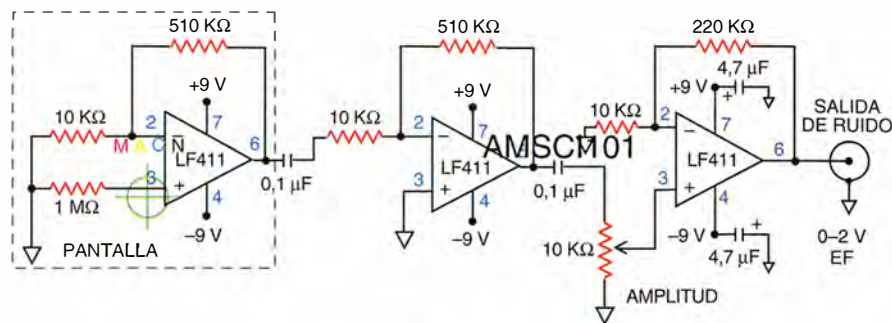 510 KΩ
510 KΩ
220 KΩ
+9 V
4,7 µF
+
+9 V
+9 V
SALIDA
DE RUIDO
10 KΩ
10 KΩ
10 KΩ
2
7
2
7
2
7
M A C N
−
−
LF411
6
LF411
LF411
6
AMSCM01
3
+
3
+
3
+
0,1 µF
0,1 µF
1 MΩ
4
4
4
−9 V
−9 V
−9 V
+
4,7 µF
10 KΩ
PANTALLA
AMPLITUD
0–2 V
EF